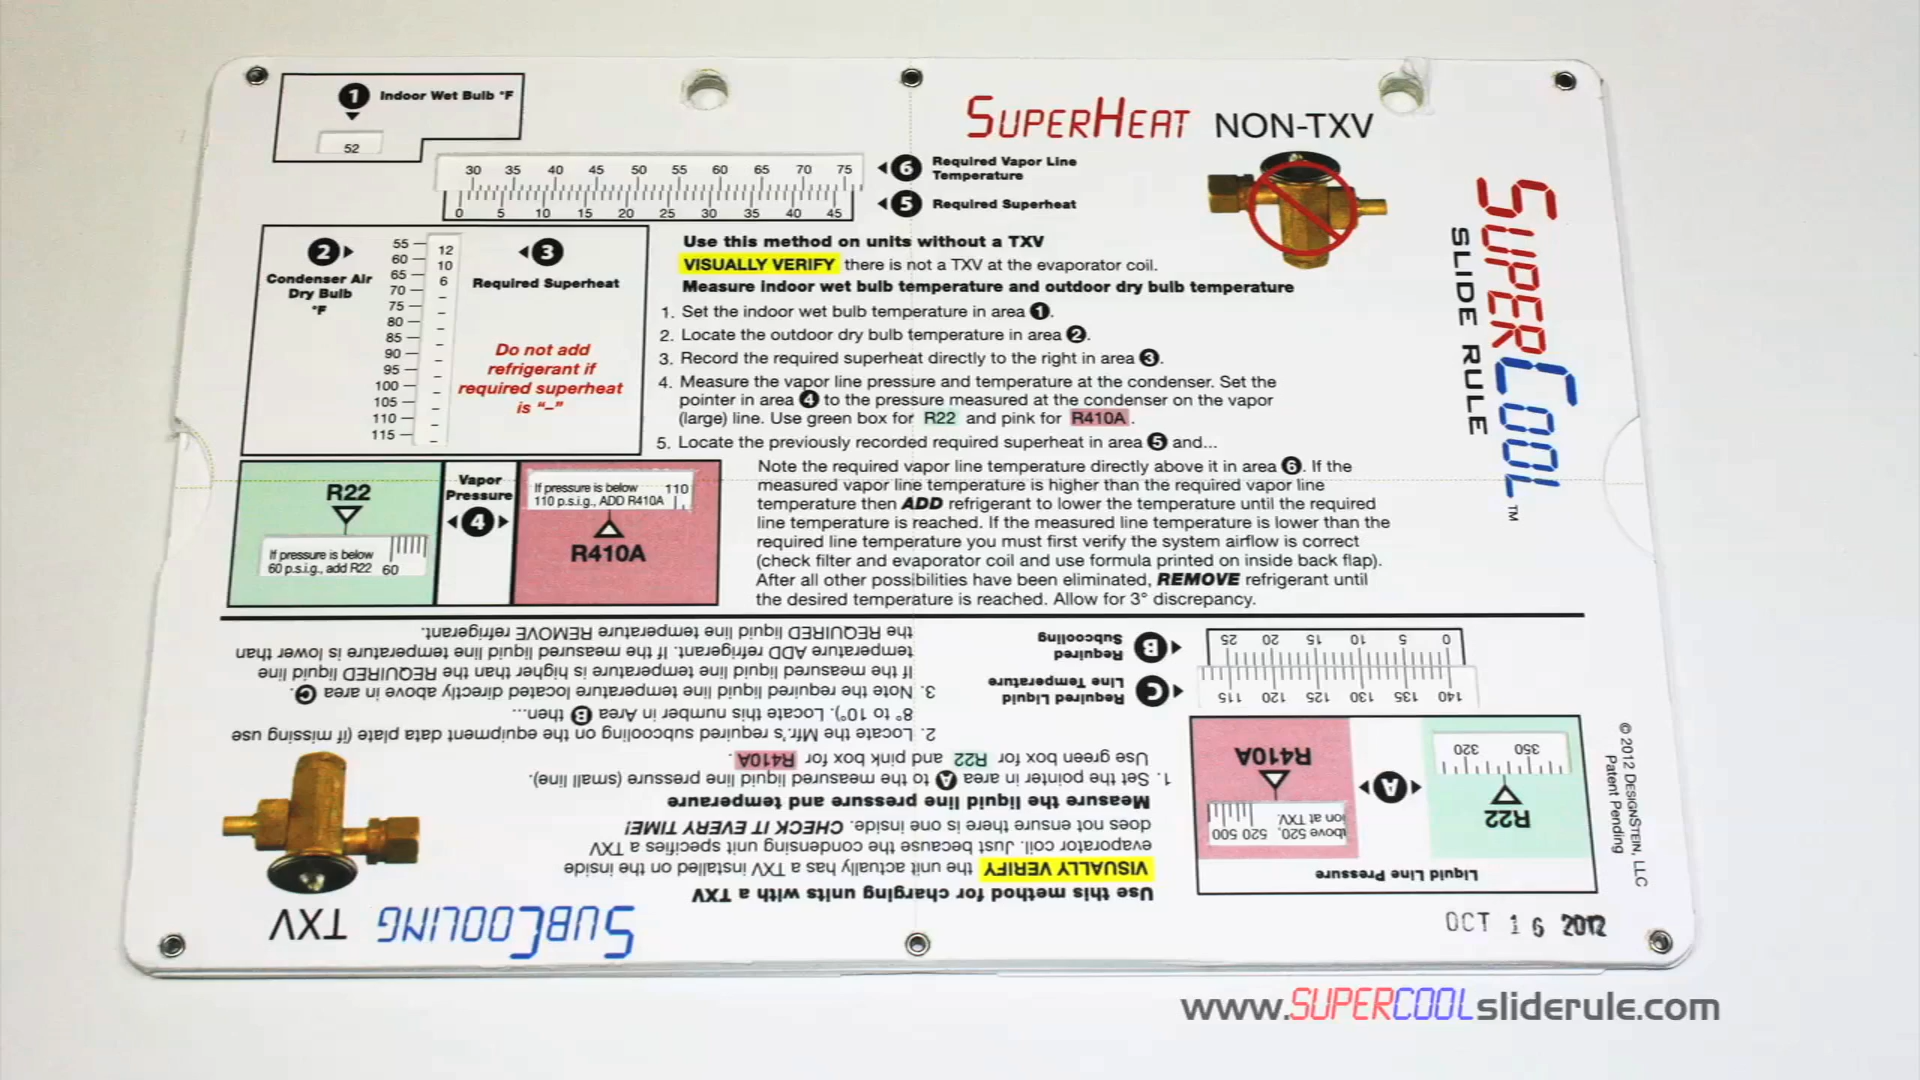 1 Indoor Wet Bulb °F
52
SUPERHEAT NON-TXV
30 35 40 45 50 55 60 65 70 75
6 Required Vapor Line
Temperature
0 5 10 15 20 25 30 35 40 45
5 Required Superheat
2
Condenser Air
Dry Bulb
°F
55 12
60 10
65 6
70 –
75 –
80 –
85 –
90 –
95 –
100 –
105 –
110 –
115 –
3
Required Superheat
Do not add
refrigerant if
required superheat
is “–”
Use this method on units without a TXV
VISUALLY VERIFY there is not a TXV at the evaporator coil.
Measure indoor wet bulb temperature and outdoor dry bulb temperature
1. Set the indoor wet bulb temperature in area 1.
2. Locate the outdoor dry bulb temperature in area 2.
3. Record the required superheat directly to the right in area 3.
4. Measure the vapor line pressure and temperature at the condenser. Set the
pointer in area 4 to the pressure measured at the condenser on the vapor
(large) line. Use green box for R22 and pink for R410A.
5. Locate the previously recorded required superheat in area 5 and...
Note the required vapor line temperature directly above it in area 6. If the
measured vapor line temperature is higher than the required vapor line
temperature then ADD refrigerant to lower the temperature until the required
line temperature is reached. If the measured line temperature is lower than the
required line temperature you must first verify the system airflow is correct
(check filter and evaporator coil and use formula printed on inside back flap).
After all other possibilities have been eliminated, REMOVE refrigerant until
the desired temperature is reached. Allow for 3° discrepancy.
R22
If pressure is below
60 p.s.i.g., add R22 60
Vapor
Pressure
4
If pressure is below 110
110 p.s.i.g., ADD R410A
R410A
SUPERCOOL™
SLIDE RULE
© 2012 DESIGNSTEIN, LLC
Patent Pending
SUBCOOLING TXV
Use this method for charging units with a TXV
VISUALLY VERIFY the unit actually has a TXV installed on the inside
evaporator coil. Just because the condensing unit specifies a TXV
does not ensure there is one inside. CHECK IT EVERY TIME!
Measure the liquid line pressure and temperaure
1. Set the pointer in area A to the measured liquid line pressure (small line).
Use green box for R22 and pink box for R410A.
2. Locate the Mfr.'s required subcooling on the equipment data plate (if missing use
8° to 10°). Locate this number in Area B then...
3. Note the required liquid line temperature located directly above in area C.
If the measured liquid line temperature is higher than the REQUIRED liquid line
temperature ADD refrigerant. If the measured liquid line temperature is lower than
the REQUIRED liquid line temperature REMOVE refrigerant.
Liquid Line Pressure
R22
350 320
A
above 520, 520 500
ion at TXV.
R410A
140 135 130 125 120 115
C Required Liquid
Line Temperature
0 5 10 15 20 25
B Required
Subcooling
OCT 16 2012
www.SUPERCOOLsliderule.com